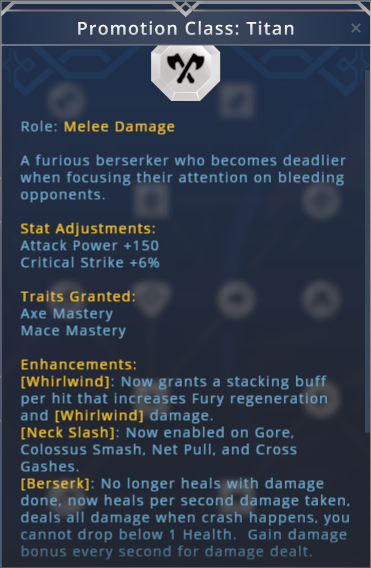 Promotion Class: Titan
Role: Melee Damage
A furious berserker who becomes deadlier
when focusing their attention on bleeding
opponents.
Stat Adjustments:
Attack Power +150
Critical Strike +6%
Traits Granted:
Axe Mastery
Mace Mastery
Enhancements:
[Whirlwind]: Now grants a stacking buff
per hit that increases Fury regeneration
and [Whirlwind] damage.
[Neck Slash]: Now enabled on Gore,
Colossus Smash, Net Pull, and Cross
Gashes.
[Berserk]: No longer heals with damage
done, now heals per second damage taken,
deals all damage when crash happens, you
cannot drop below 1 Health. Gain damage
bonus every second for damage dealt.